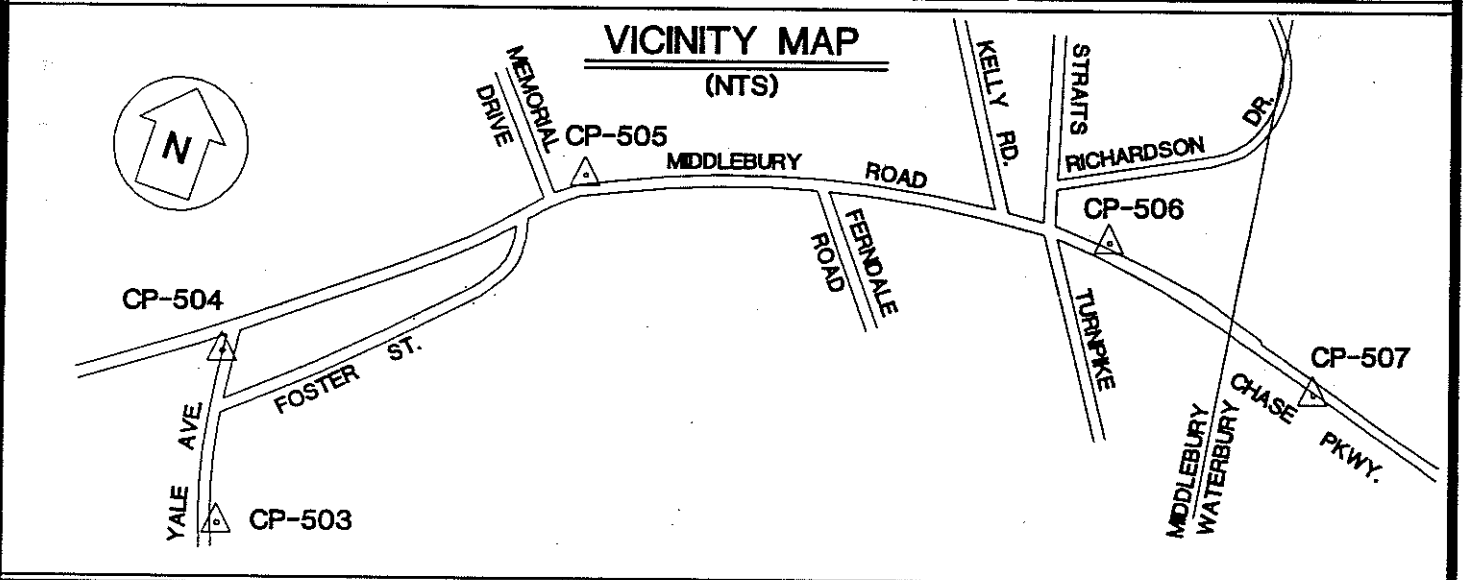 VICINITY MAP
(NTS)
N
MEMORIAL
DRIVE
CP-505
MIDDLEBURY
ROAD
KELLY RD.
STRAITS
RICHARDSON
DR.
CP-506
FERNDALE
ROAD
CP-504
TURNPIKE
FOSTER
ST.
CP-507
CHASE
PKWY.
YALE AVE.
CP-503
MIDDLEBURY
WATERBURY